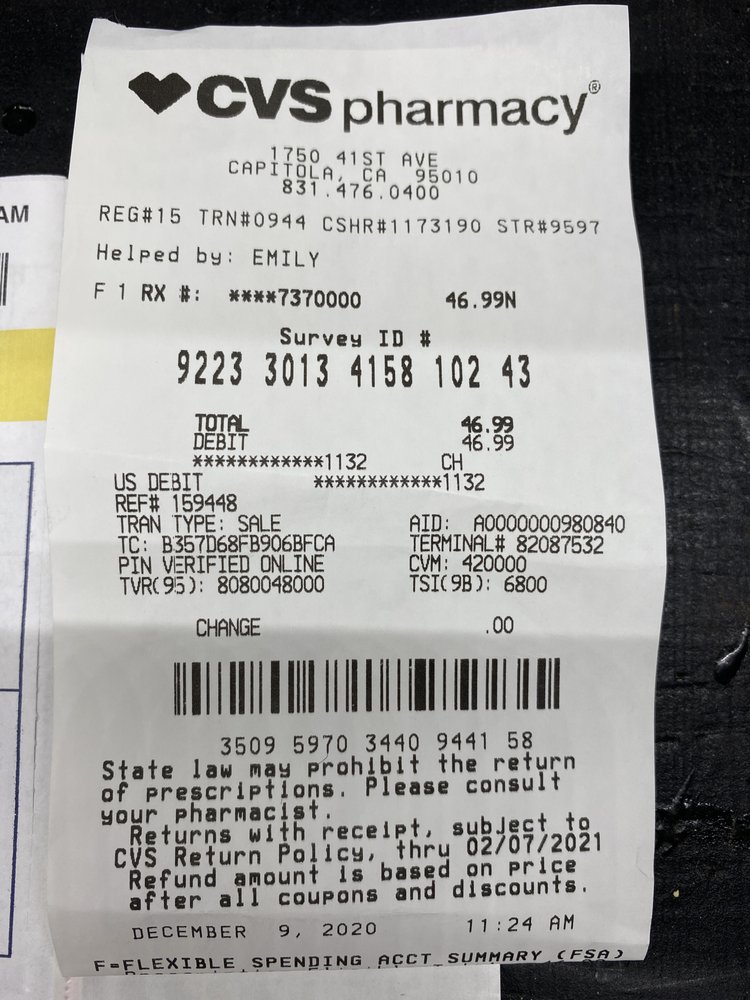 CVS pharmacy®
1750 41ST AVE
CAPITOLA, CA 95010
831.476.0400
REG#15 TRN#0944 CSHR#1173190 STR#9597
Helped by: EMILY
F 1 RX #: ****7370000 46.99N
Survey ID #
9223 3013 4158 102 43
TOTAL 46.99
DEBIT 46.99
************1132 CH
US DEBIT ************1132
REF# 159448
TRAN TYPE: SALE AID: A0000000980840
TC: B357D68FB906BFCA TERMINAL# 82087532
PIN VERIFIED ONLINE CVM: 420000
TVR(95): 8080048000 TSI(9B): 6800
CHANGE .00
3509 5970 3440 9441 58
State law may prohibit the return
of prescriptions. Please consult
your pharmacist.
Returns with receipt, subject to
CVS Return Policy, thru 02/07/2021
Refund amount is based on price
after all coupons and discounts.
DECEMBER 9, 2020 11:24 AM
F=FLEXIBLE SPENDING ACCT SUMMARY (FSA)
AM